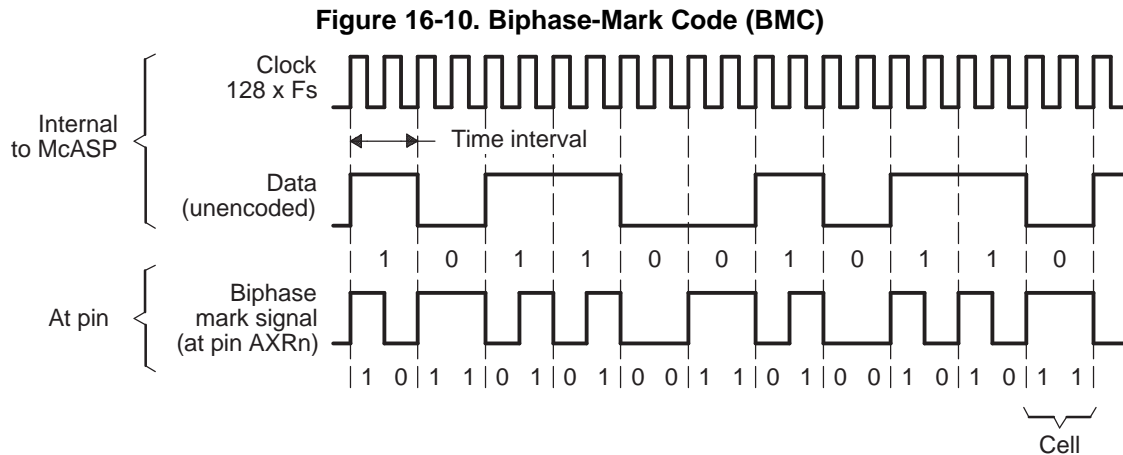 Figure 16-10. Biphase-Mark Code (BMC)
Clock
128 x Fs
Internal
to McASP
Time interval
Data
(unencoded)
1 0 1 1 0 0 1 0 1 1 0
At pin
Biphase
mark signal
(at pin AXRn)
1 0 1 1 0 1 0 1 0 0 1 1 0 1 0 0 1 0 1 0 1 1
Cell